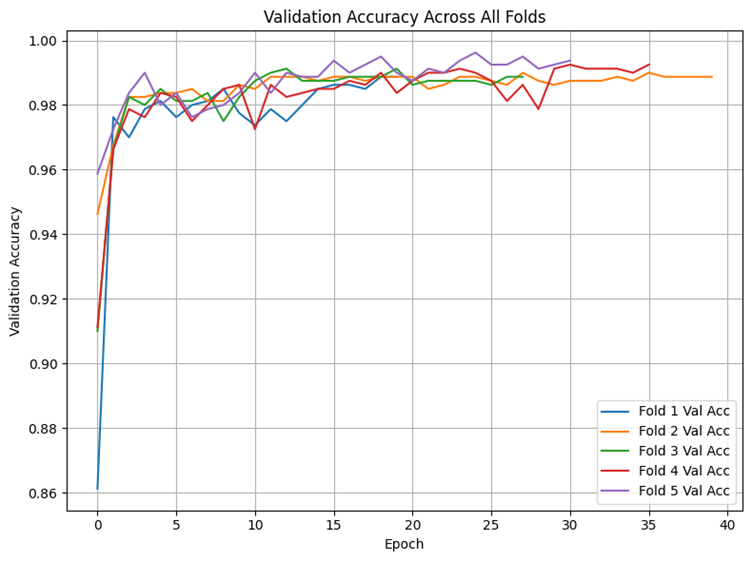 Validation Accuracy Across All Folds
1.00
0.98
0.96
0.94
0.92
0.90
0.88
0.86
Validation Accuracy
0 5 10 15 20 25 30 35 40
Epoch
Fold 1 Val Acc
Fold 2 Val Acc
Fold 3 Val Acc
Fold 4 Val Acc
Fold 5 Val Acc